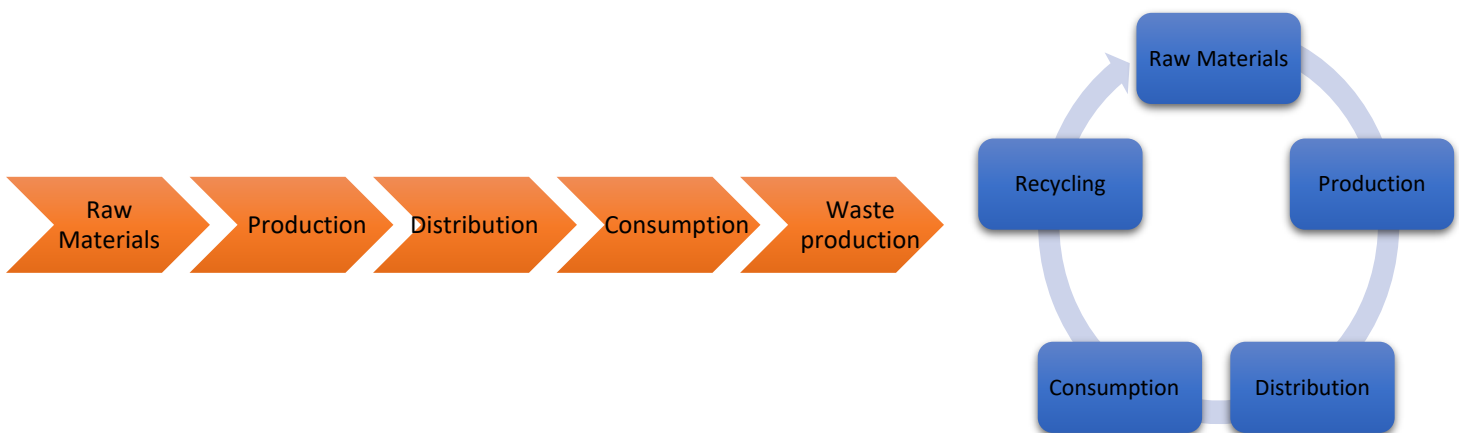 Raw
Materials
Production
Distribution
Consumption
Waste
production
Raw Materials
Production
Distribution
Consumption
Recycling